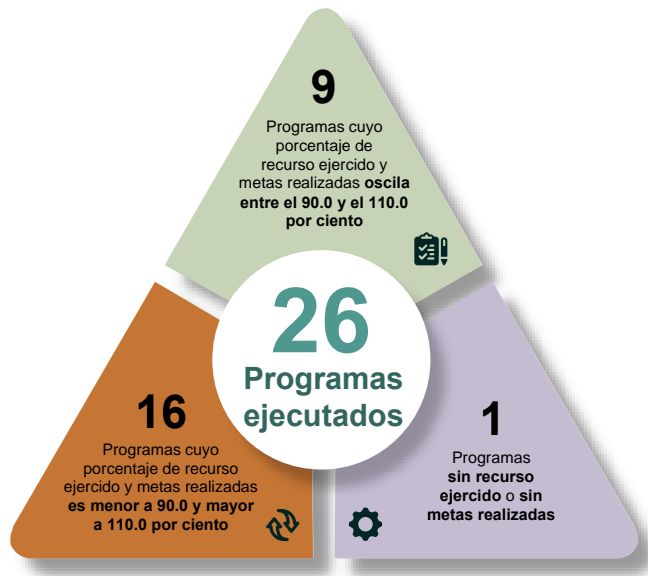 9
Programas cuyo
porcentaje de
recurso ejercido y
metas realizadas oscila
entre el 90.0 y el 110.0
por ciento
26
Programas
ejecutados
16
Programas cuyo
porcentaje de recurso
ejercido y metas realizadas
es menor a 90.0 y mayor
a 110.0 por ciento
1
Programas
sin recurso
ejercido o sin
metas realizadas